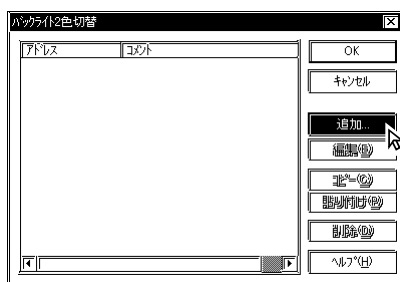 バックライト2色切替
アドレス コメント
OK
キャンセル
追加...
編集(E)
コピー(C)
貼り付け(P)
削除(D)
ヘルプ(H)